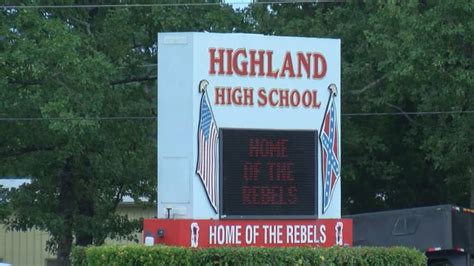 HIGHLAND
HIGH SCHOOL
HOME
OF THE
REBELS
HOME OF THE REBELS